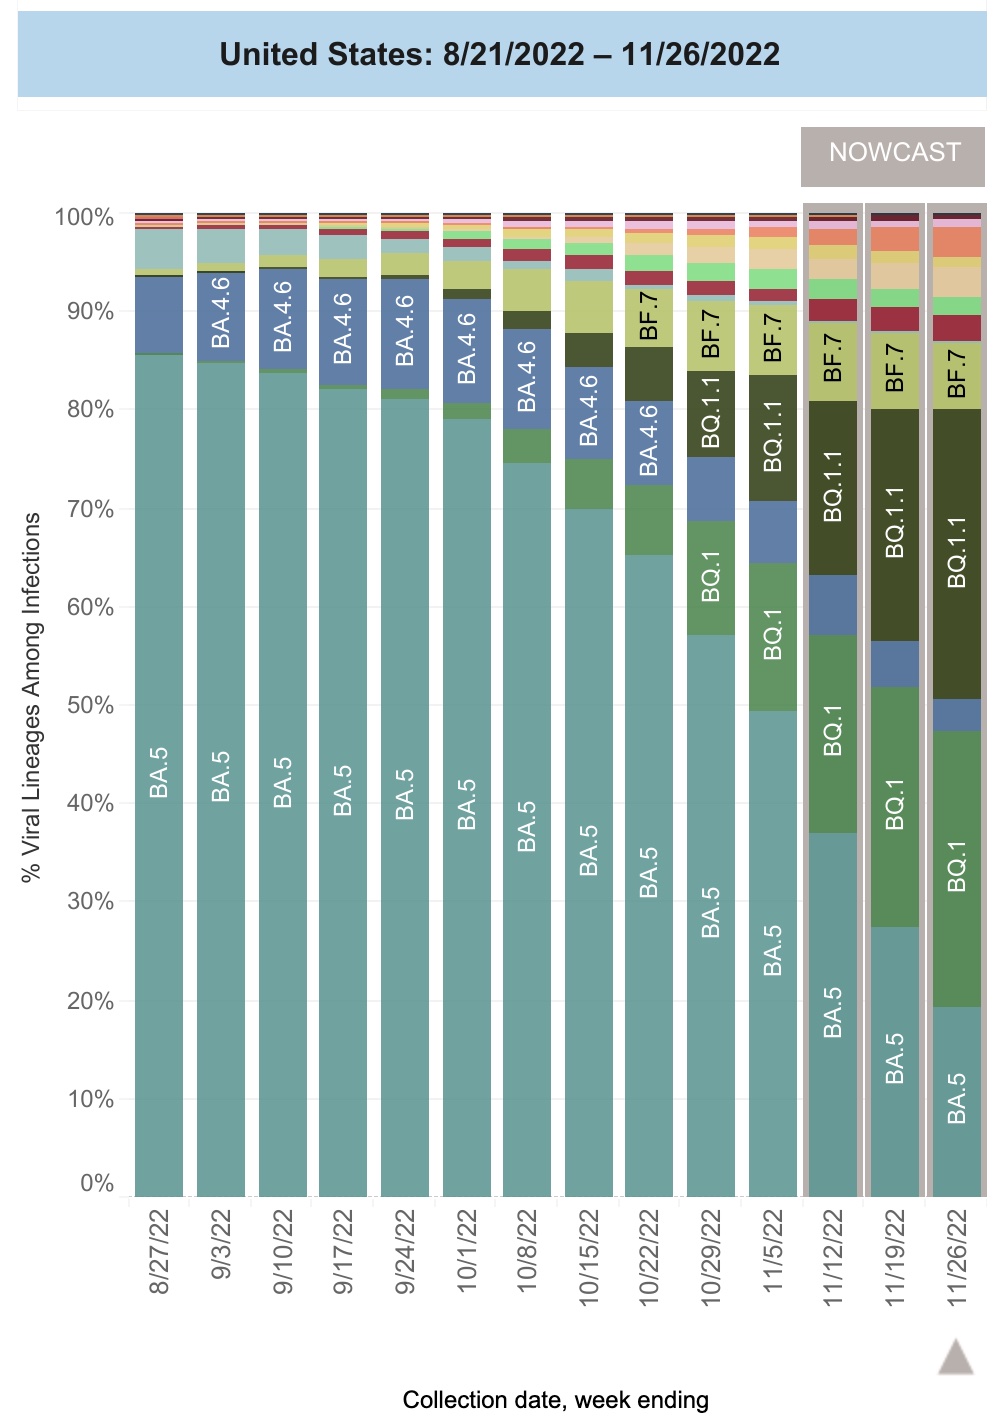 United States: 8/21/2022 – 11/26/2022
NOWCAST
% Viral Lineages Among Infections
100%
90%
80%
70%
60%
50%
40%
30%
20%
10%
0%
BA.5
BA.4.6
BA.5
BA.4.6
BA.5
BA.4.6
BA.5
BA.4.6
BA.5
BA.4.6
BA.5
BA.4.6
BA.5
BA.4.6
BA.5
BF.7
BA.4.6
BA.5
BF.7
BQ.1.1
BQ.1
BA.5
BF.7
BQ.1.1
BQ.1
BA.5
BF.7
BQ.1.1
BQ.1
BA.5
BF.7
BQ.1.1
BQ.1
BA.5
BF.7
BQ.1.1
BQ.1
BA.5
8/27/22
9/3/22
9/10/22
9/17/22
9/24/22
10/1/22
10/8/22
10/15/22
10/22/22
10/29/22
11/5/22
11/12/22
11/19/22
11/26/22
Collection date, week ending